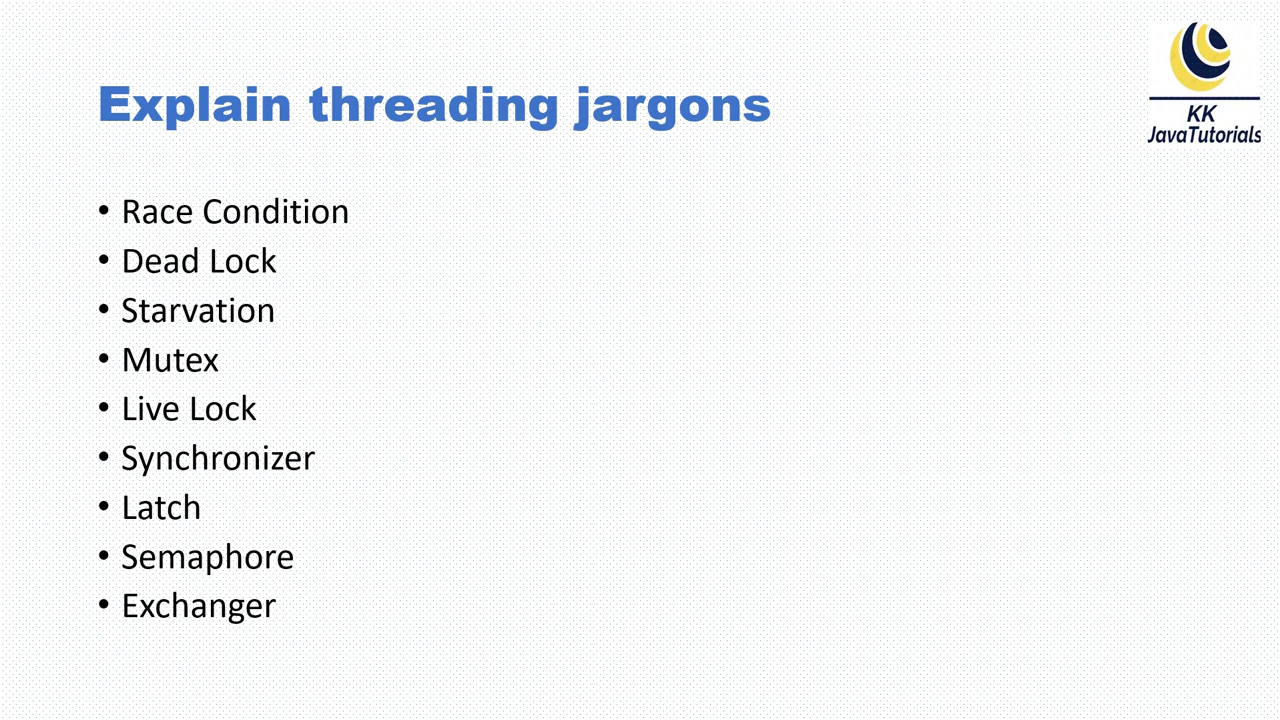 Explain threading jargons
KK
JavaTutorials
• Race Condition
• Dead Lock
• Starvation
• Mutex
• Live Lock
• Synchronizer
• Latch
• Semaphore
• Exchanger